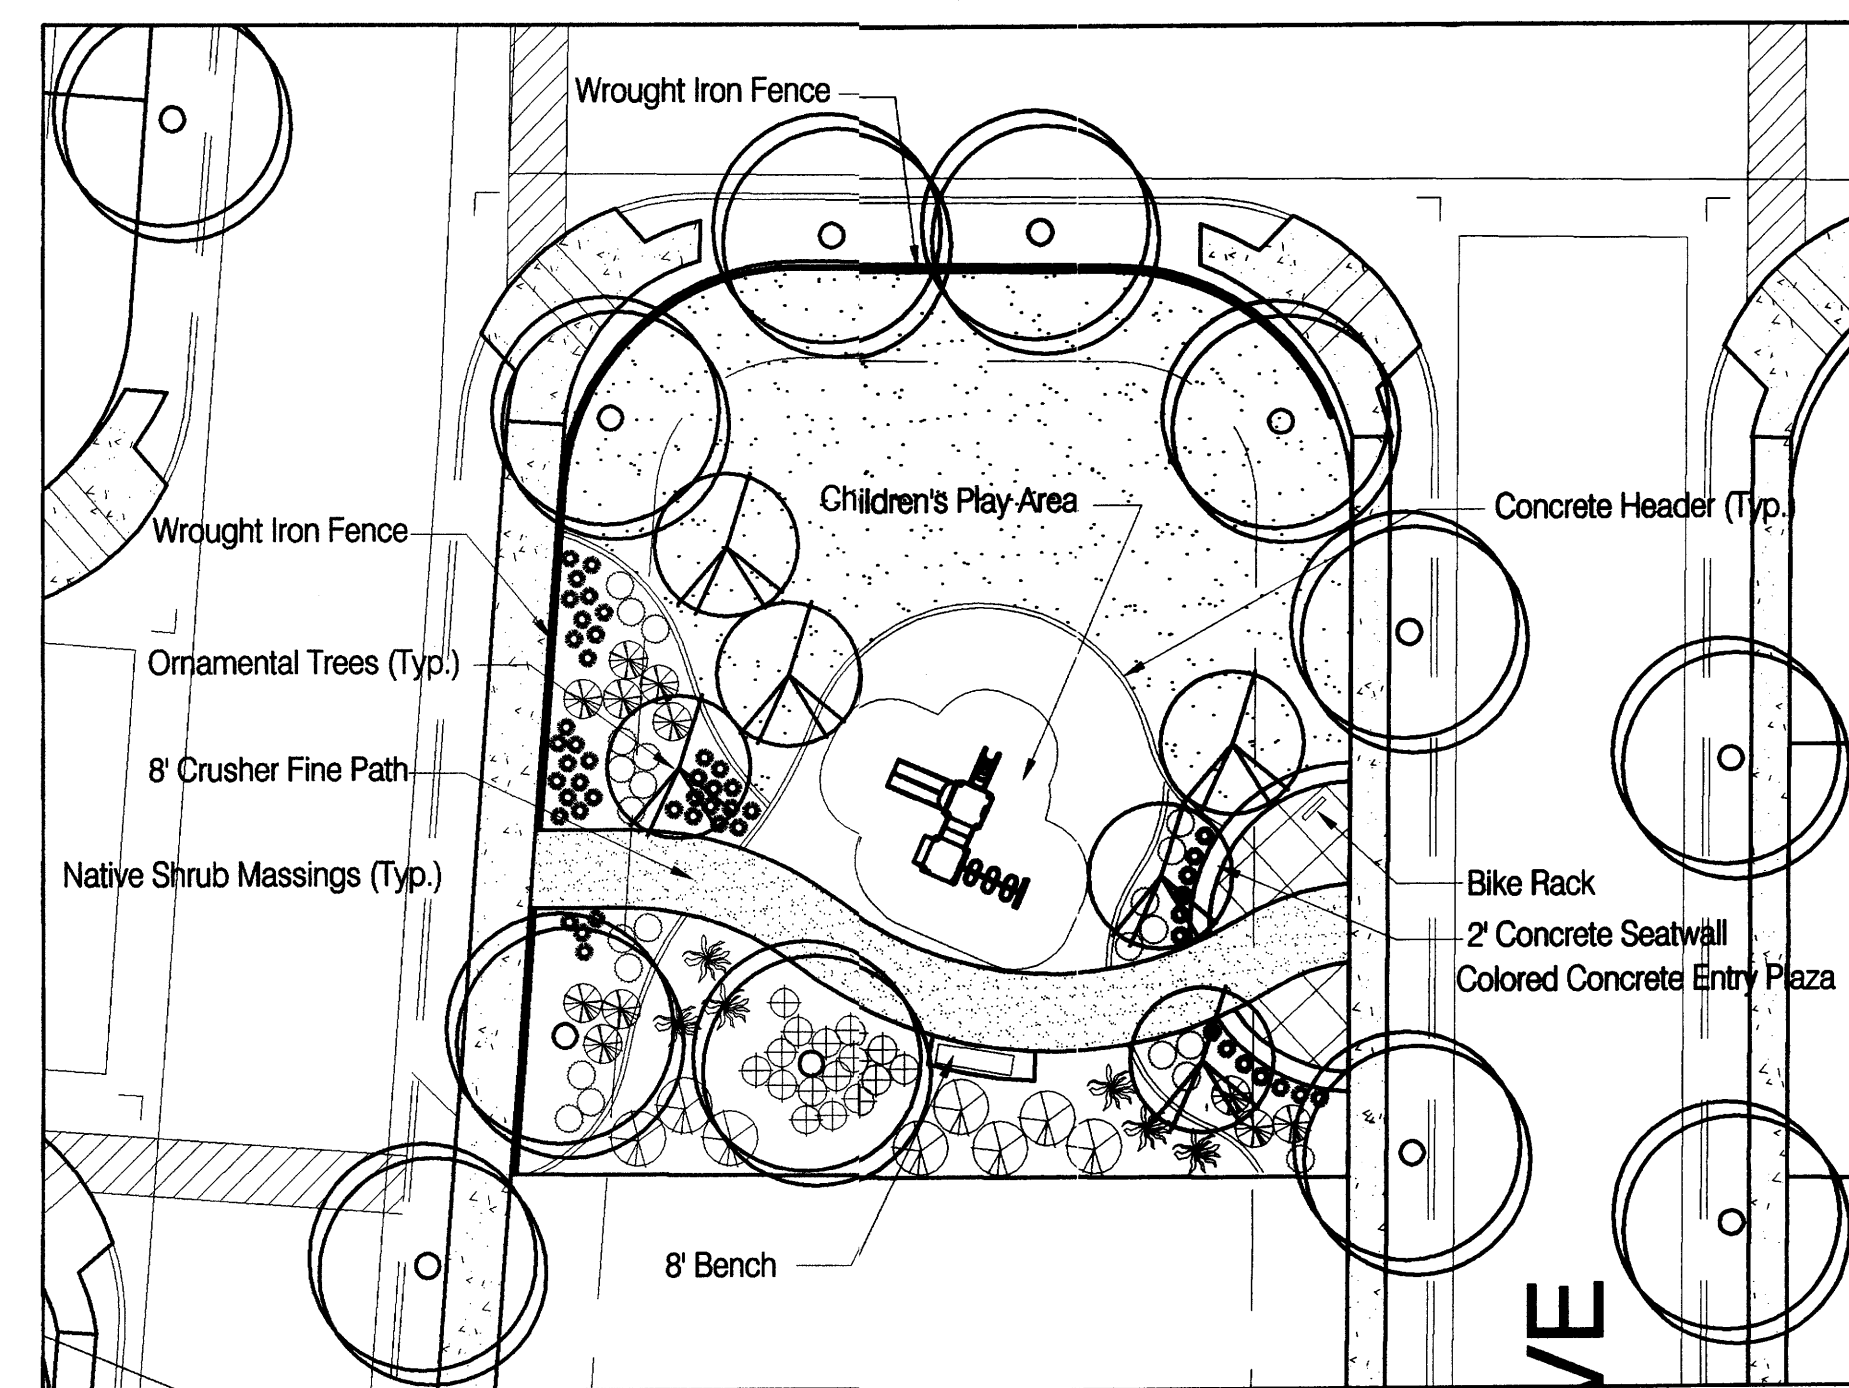 Wrought Iron Fence
Children's Play Area
Concrete Header (Typ.)
Wrought Iron Fence
Ornamental Trees (Typ.)
8' Crusher Fine Path
Native Shrub Massings (Typ.)
Bike Rack
2' Concrete Seatwall
Colored Concrete Entry Plaza
8' Bench
VE